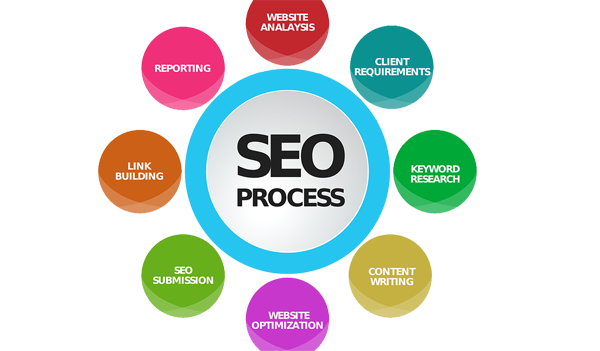 WEBSITE
ANALAYSIS
CLIENT
REQUIREMENTS
KEYWORD
RESEARCH
CONTENT
WRITING
WEBSITE
OPTIMIZATION
SEO
SUBMISSION
LINK
BUILDING
REPORTING
SEO
PROCESS